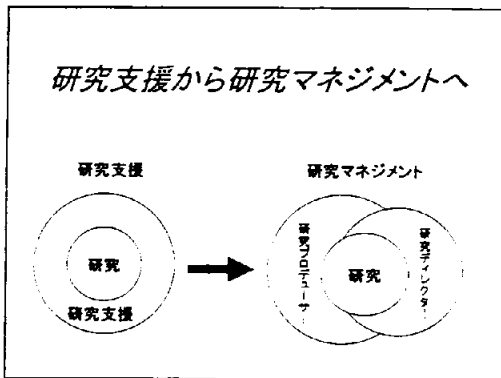 研究支援から研究マネジメントへ
研究支援
研究
研究支援
研究マネジメント
研究プロデューサー
研究
研究ディレクター